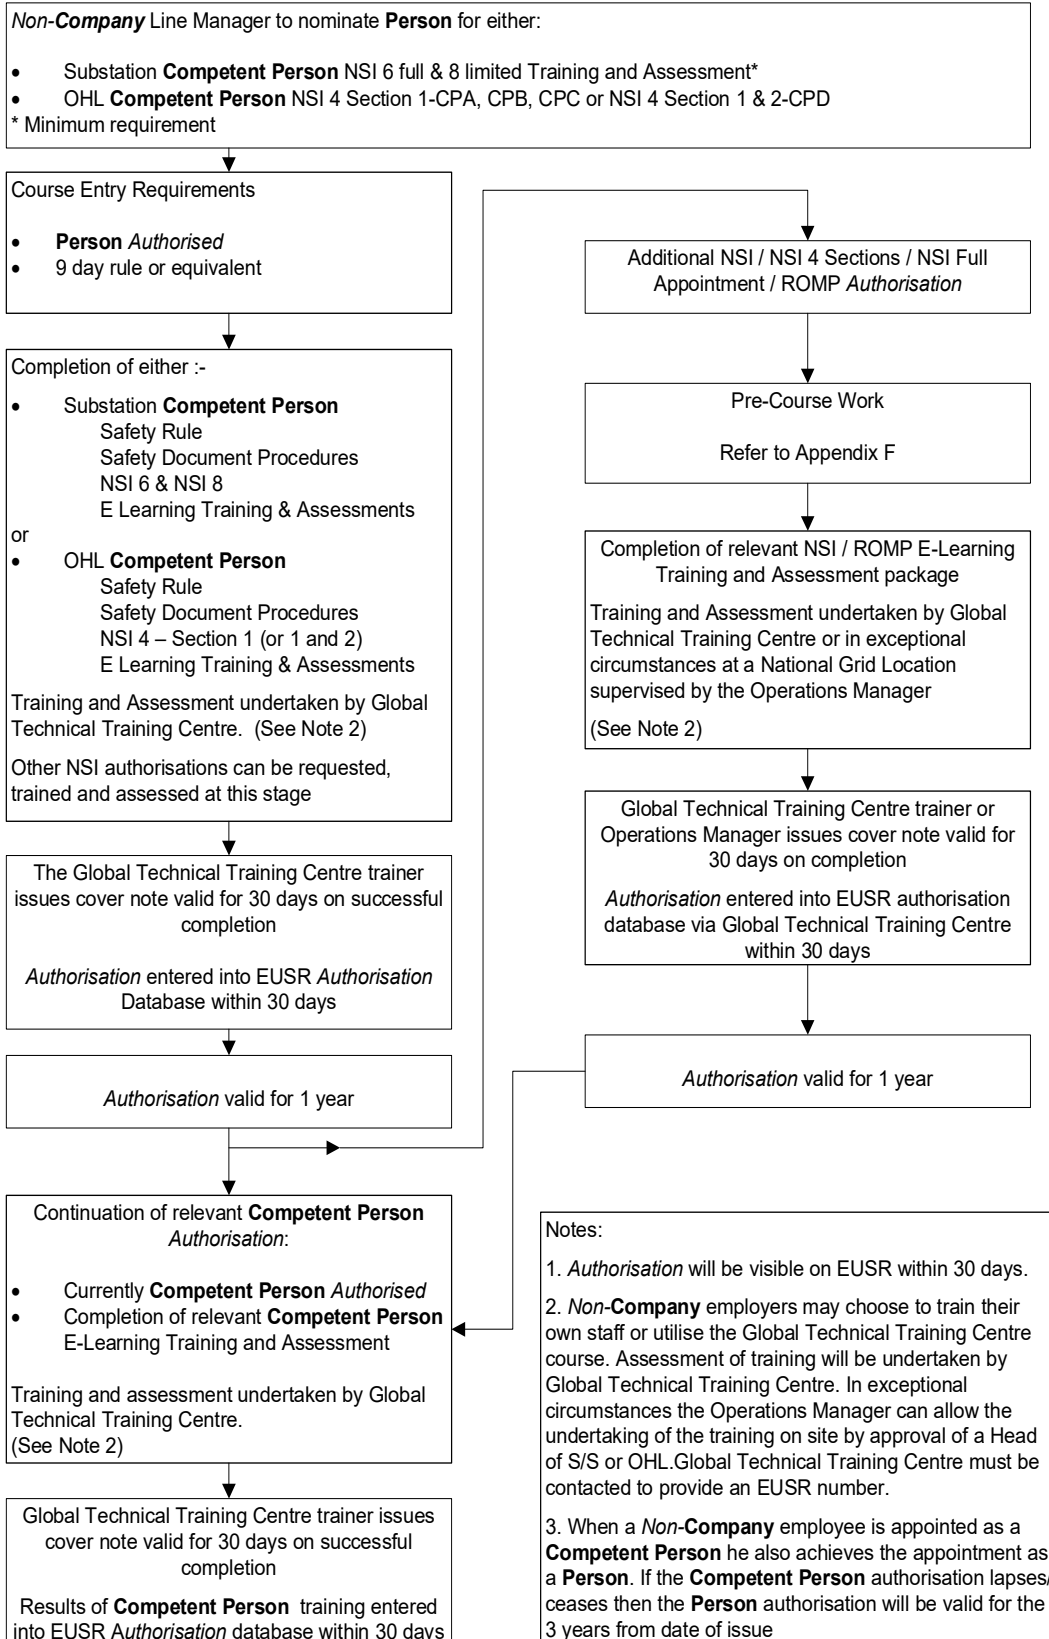 Non-Company Line Manager to nominate Person for either:
• Substation Competent Person NSI 6 full & 8 limited Training and Assessment*
• OHL Competent Person NSI 4 Section 1-CPA, CPB, CPC or NSI 4 Section 1 & 2-CPD
* Minimum requirement
Course Entry Requirements
• Person Authorised
• 9 day rule or equivalent
Completion of either :-
• Substation Competent Person
Safety Rule
Safety Document Procedures
NSI 6 & NSI 8
E Learning Training & Assessments
or
• OHL Competent Person
Safety Rule
Safety Document Procedures
NSI 4 – Section 1 (or 1 and 2)
E Learning Training & Assessments
Training and Assessment undertaken by Global
Technical Training Centre. (See Note 2)
Other NSI authorisations can be requested,
trained and assessed at this stage
The Global Technical Training Centre trainer
issues cover note valid for 30 days on successful
completion
Authorisation entered into EUSR Authorisation
Database within 30 days
Authorisation valid for 1 year
Additional NSI / NSI 4 Sections / NSI Full
Appointment / ROMP Authorisation
Pre-Course Work
Refer to Appendix F
Completion of relevant NSI / ROMP E-Learning
Training and Assessment package
Training and Assessment undertaken by Global
Technical Training Centre or in exceptional
circumstances at a National Grid Location
supervised by the Operations Manager
(See Note 2)
Global Technical Training Centre trainer or
Operations Manager issues cover note valid for
30 days on completion
Authorisation entered into EUSR authorisation
database via Global Technical Training Centre
within 30 days
Authorisation valid for 1 year
Continuation of relevant Competent Person
Authorisation:
• Currently Competent Person Authorised
• Completion of relevant Competent Person
E-Learning Training and Assessment
Training and assessment undertaken by Global
Technical Training Centre.
(See Note 2)
Global Technical Training Centre trainer issues
cover note valid for 30 days on successful
completion
Results of Competent Person training entered
into EUSR Authorisation database within 30 days
Notes:
1. Authorisation will be visible on EUSR within 30 days.
2. Non-Company employers may choose to train their
own staff or utilise the Global Technical Training Centre
course. Assessment of training will be undertaken by
Global Technical Training Centre. In exceptional
circumstances the Operations Manager can allow the
undertaking of the training on site by approval of a Head
of S/S or OHL.Global Technical Training Centre must be
contacted to provide an EUSR number.
3. When a Non-Company employee is appointed as a
Competent Person he also achieves the appointment as
a Person. If the Competent Person authorisation lapses/
ceases then the Person authorisation will be valid for the
3 years from date of issue